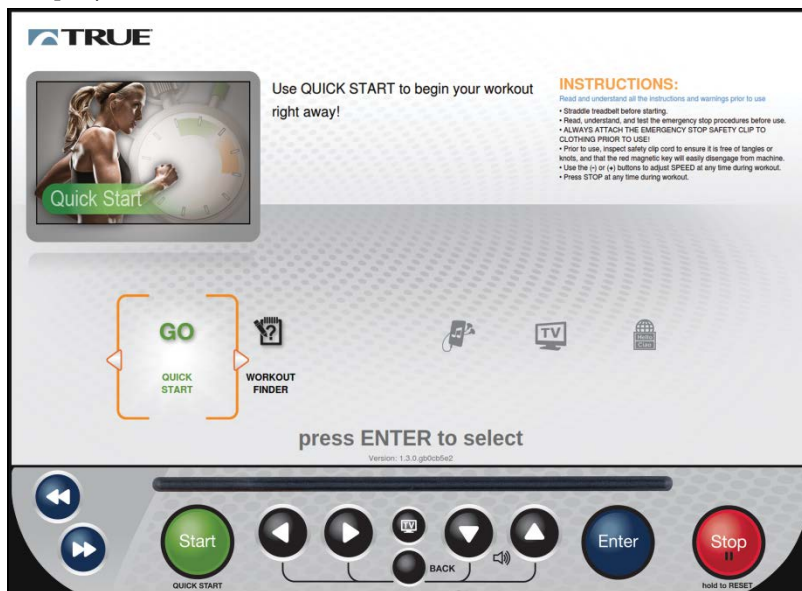 TRUE
Use QUICK START to begin your workout
right away!
INSTRUCTIONS:
Read and understand all the instructions and warnings prior to use
• Straddle treadbelt before starting.
• Read, understand, and test the emergency stop procedures before use.
• ALWAYS ATTACH THE EMERGENCY STOP SAFETY CLIP TO
CLOTHING PRIOR TO USE!
• Prior to use, inspect safety clip cord to ensure it is free of tangles or
knots, and that the red magnetic key will easily disengage from machine.
• Use the (-) or (+) buttons to adjust SPEED at any time during workout.
• Press STOP at any time during workout.
Quick Start
GO
QUICK
START
WORKOUT
FINDER
TV
Hello
Ciao
press ENTER to select
Version: 1.3.0.gb0cb5e2
Start
QUICK START
TV
BACK
Enter
Stop
hold to RESET